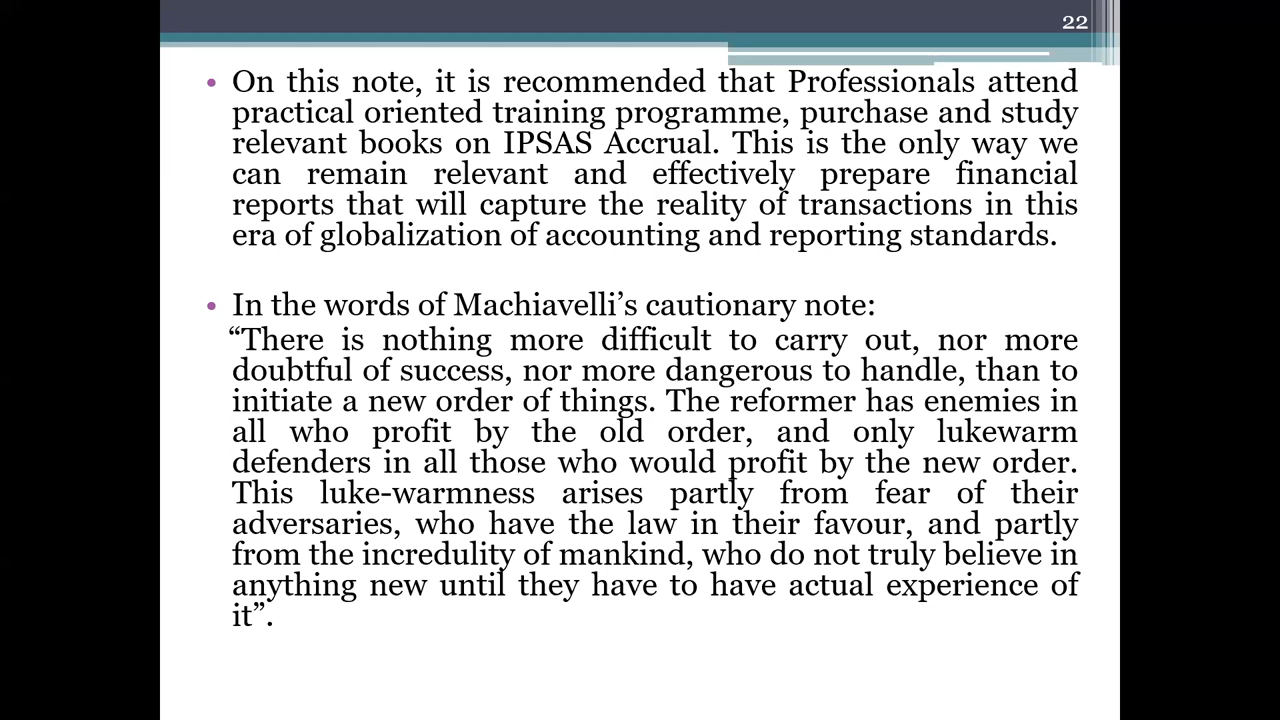 22
• On this note, it is recommended that Professionals attend
practical oriented training programme, purchase and study
relevant books on IPSAS Accrual. This is the only way we
can remain relevant and effectively prepare financial
reports that will capture the reality of transactions in this
era of globalization of accounting and reporting standards.
• In the words of Machiavelli’s cautionary note:
“There is nothing more difficult to carry out, nor more
doubtful of success, nor more dangerous to handle, than to
initiate a new order of things. The reformer has enemies in
all who profit by the old order, and only lukewarm
defenders in all those who would profit by the new order.
This luke-warmness arises partly from fear of their
adversaries, who have the law in their favour, and partly
from the incredulity of mankind, who do not truly believe in
anything new until they have to have actual experience of
it”.